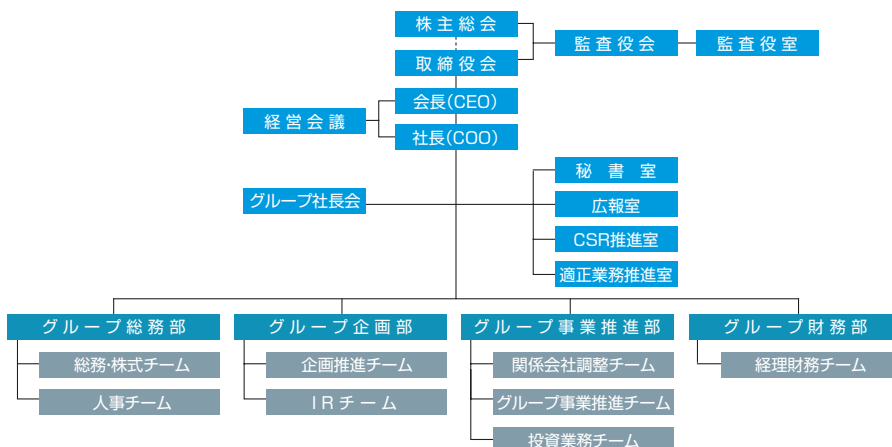 株主総会
取締役会
監査役会
監査役室
会長(CEO)
社長(COO)
経営会議
秘書室
グループ社長会
広報室
CSR推進室
適正業務推進室
グループ総務部
グループ企画部
グループ事業推進部
グループ財務部
総務・株式チーム
企画推進チーム
関係会社調整チーム
経理財務チーム
人事チーム
IRチーム
グループ事業推進チーム
投資業務チーム